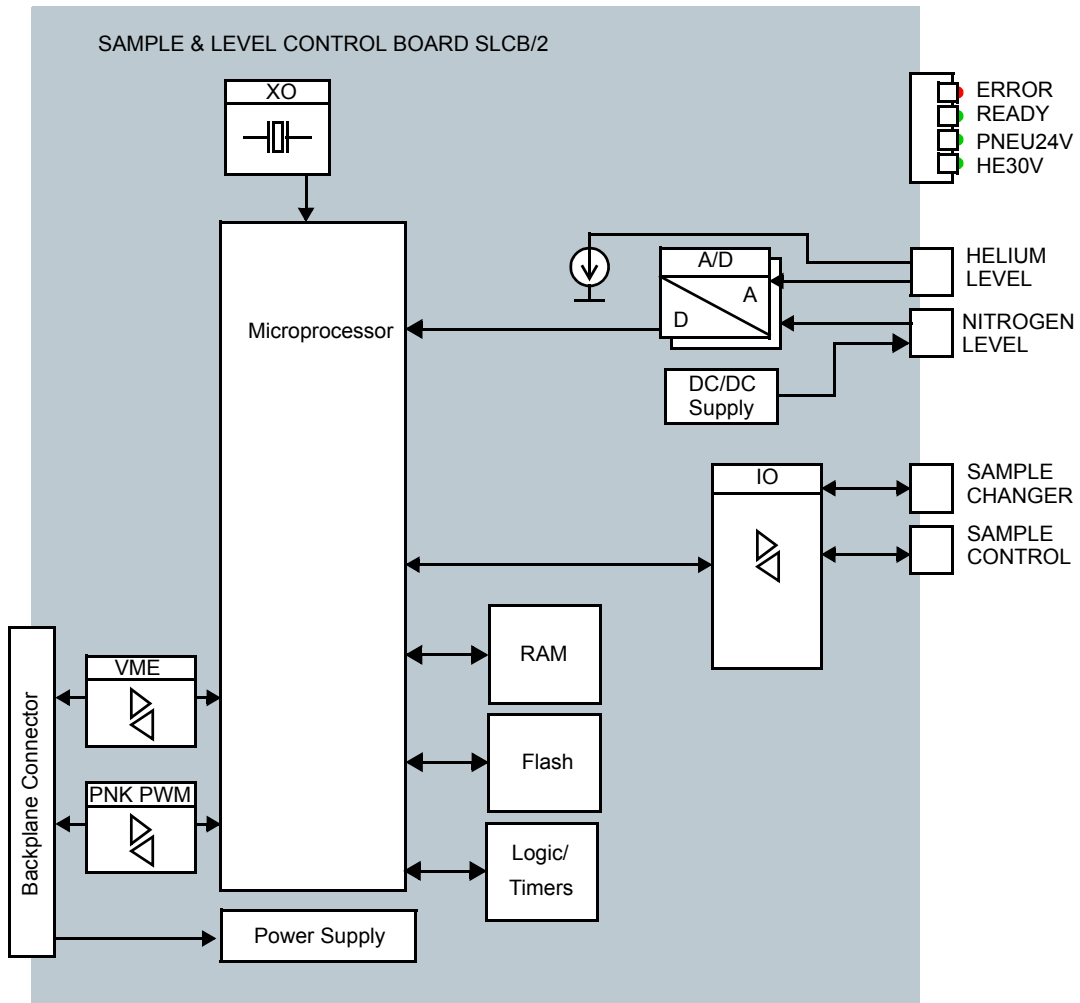 SAMPLE & LEVEL CONTROL BOARD SLCB/2
XO
ERROR
READY
PNEU24V
HE30V
A/D
A
D
HELIUM
LEVEL
Microprocessor
NITROGEN
LEVEL
DC/DC
Supply
IO
SAMPLE
CHANGER
SAMPLE
CONTROL
RAM
VME
Flash
PNK PWM
Backplane Connector
Logic/
Timers
Power Supply